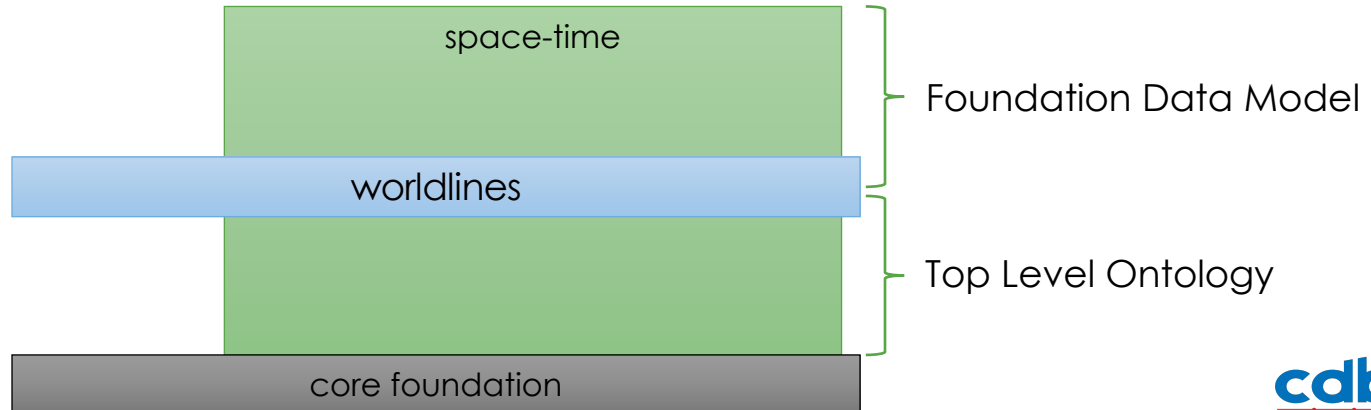 space-time
Foundation Data Model
worldlines
Top Level Ontology
core foundation